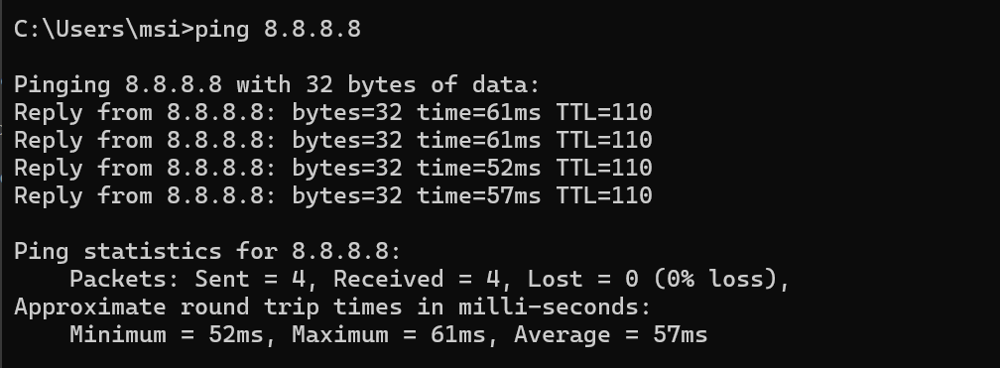 C:\Users\msi>ping 8.8.8.8
Pinging 8.8.8.8 with 32 bytes of data:
Reply from 8.8.8.8: bytes=32 time=61ms TTL=110
Reply from 8.8.8.8: bytes=32 time=61ms TTL=110
Reply from 8.8.8.8: bytes=32 time=52ms TTL=110
Reply from 8.8.8.8: bytes=32 time=57ms TTL=110
Ping statistics for 8.8.8.8:
    Packets: Sent = 4, Received = 4, Lost = 0 (0% loss),
Approximate round trip times in milli-seconds:
    Minimum = 52ms, Maximum = 61ms, Average = 57ms